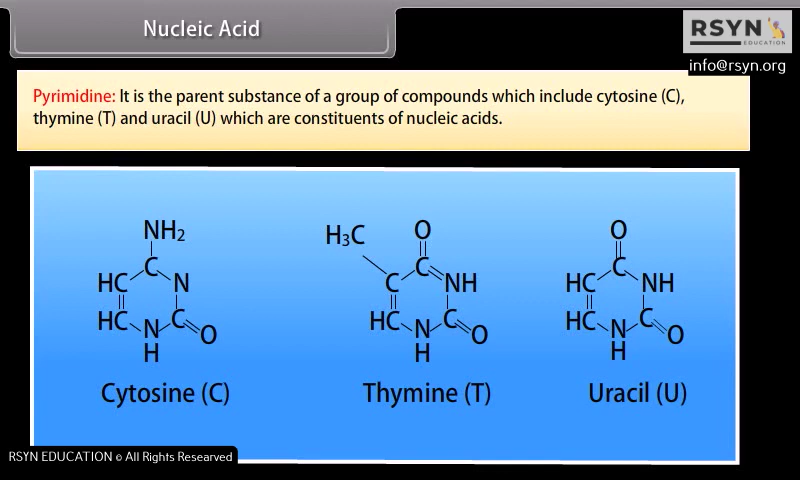 Nucleic Acid
RSYN
EDUCATION
info@rsyn.org
Pyrimidine: It is the parent substance of a group of compounds which include cytosine (C),
thymine (T) and uracil (U) which are constituents of nucleic acids.
NH2 H3C O O
C C C
HC N C NH HC NH
HC N C O HC N C O HC N C O
H H H
Cytosine (C) Thymine (T) Uracil (U)
RSYN EDUCATION © All Rights Researved